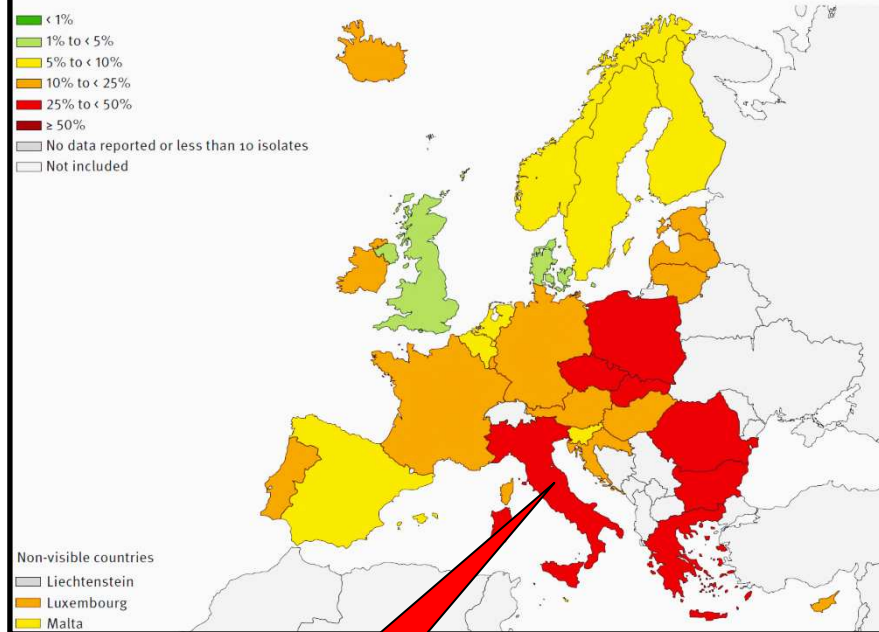 < 1%
1% to < 5%
5% to < 10%
10% to < 25%
25% to < 50%
≥ 50%
No data reported or less than 10 isolates
Not included
Non-visible countries
Liechtenstein
Luxembourg
Malta